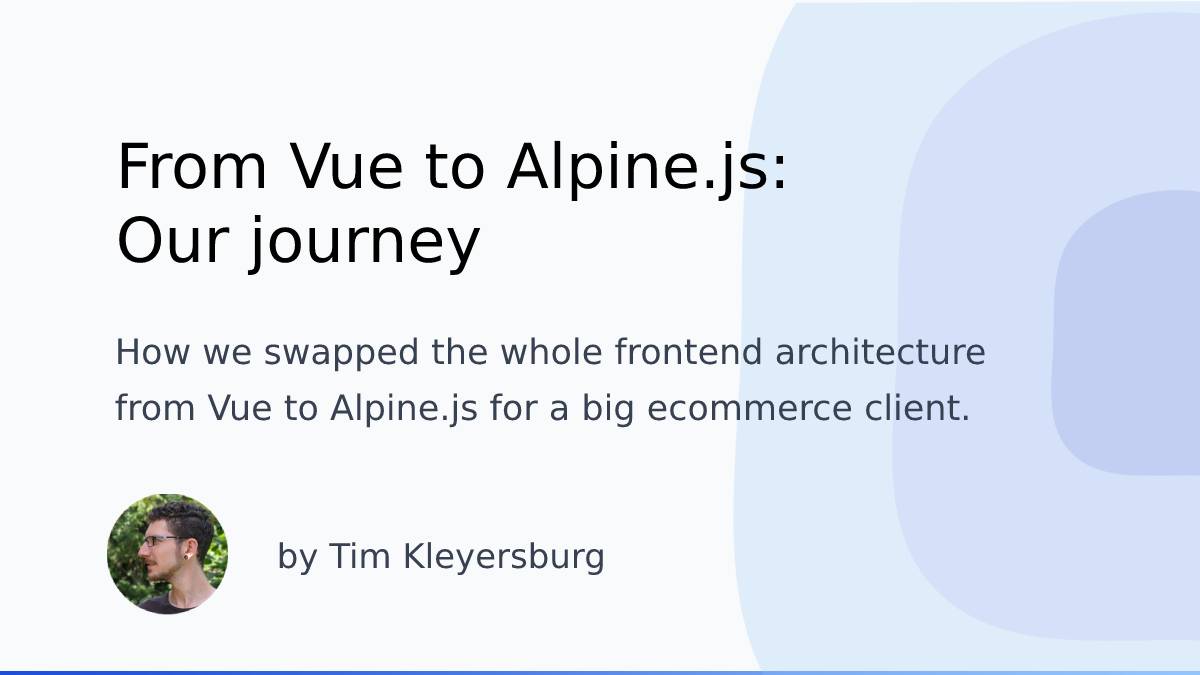 From Vue to Alpine.js:
Our journey
How we swapped the whole frontend architecture
from Vue to Alpine.js for a big ecommerce client.
by Tim Kleyersburg